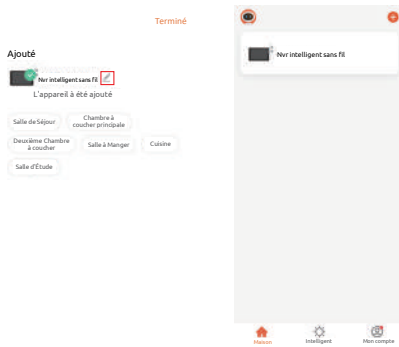 Terminé
Ajouté
Nvr intelligent sans fil
L'appareil à été ajouté
Salle de Séjour
Chambre à
coucher principale
Deuxième Chambre
à coucher
Salle à Manger
Cuisine
Salle d'Étude
Nvr intelligent sans fil
Maison
Intelligent
Mon compte